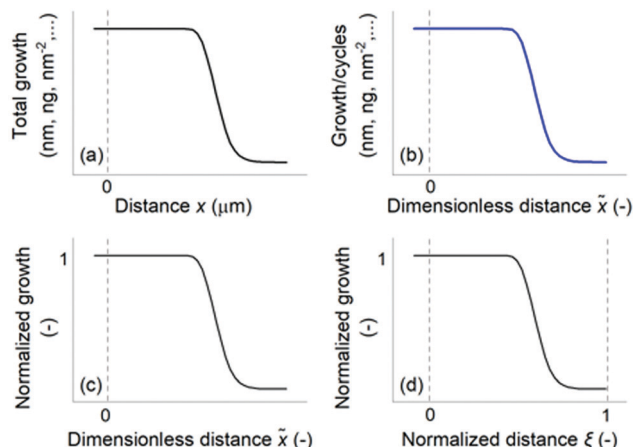 Total growth
(nm, ng, nm⁻²,...)
(a)
0
Distance x (μm)
Growth/cycles
(nm, ng, nm⁻²,...)
(b)
0
Dimensionless distance x̃ (-)
Normalized growth
(-)
1
(c)
0
Dimensionless distance x̃ (-)
Normalized growth
(-)
1
(d)
0
1
Normalized distance ξ (-)